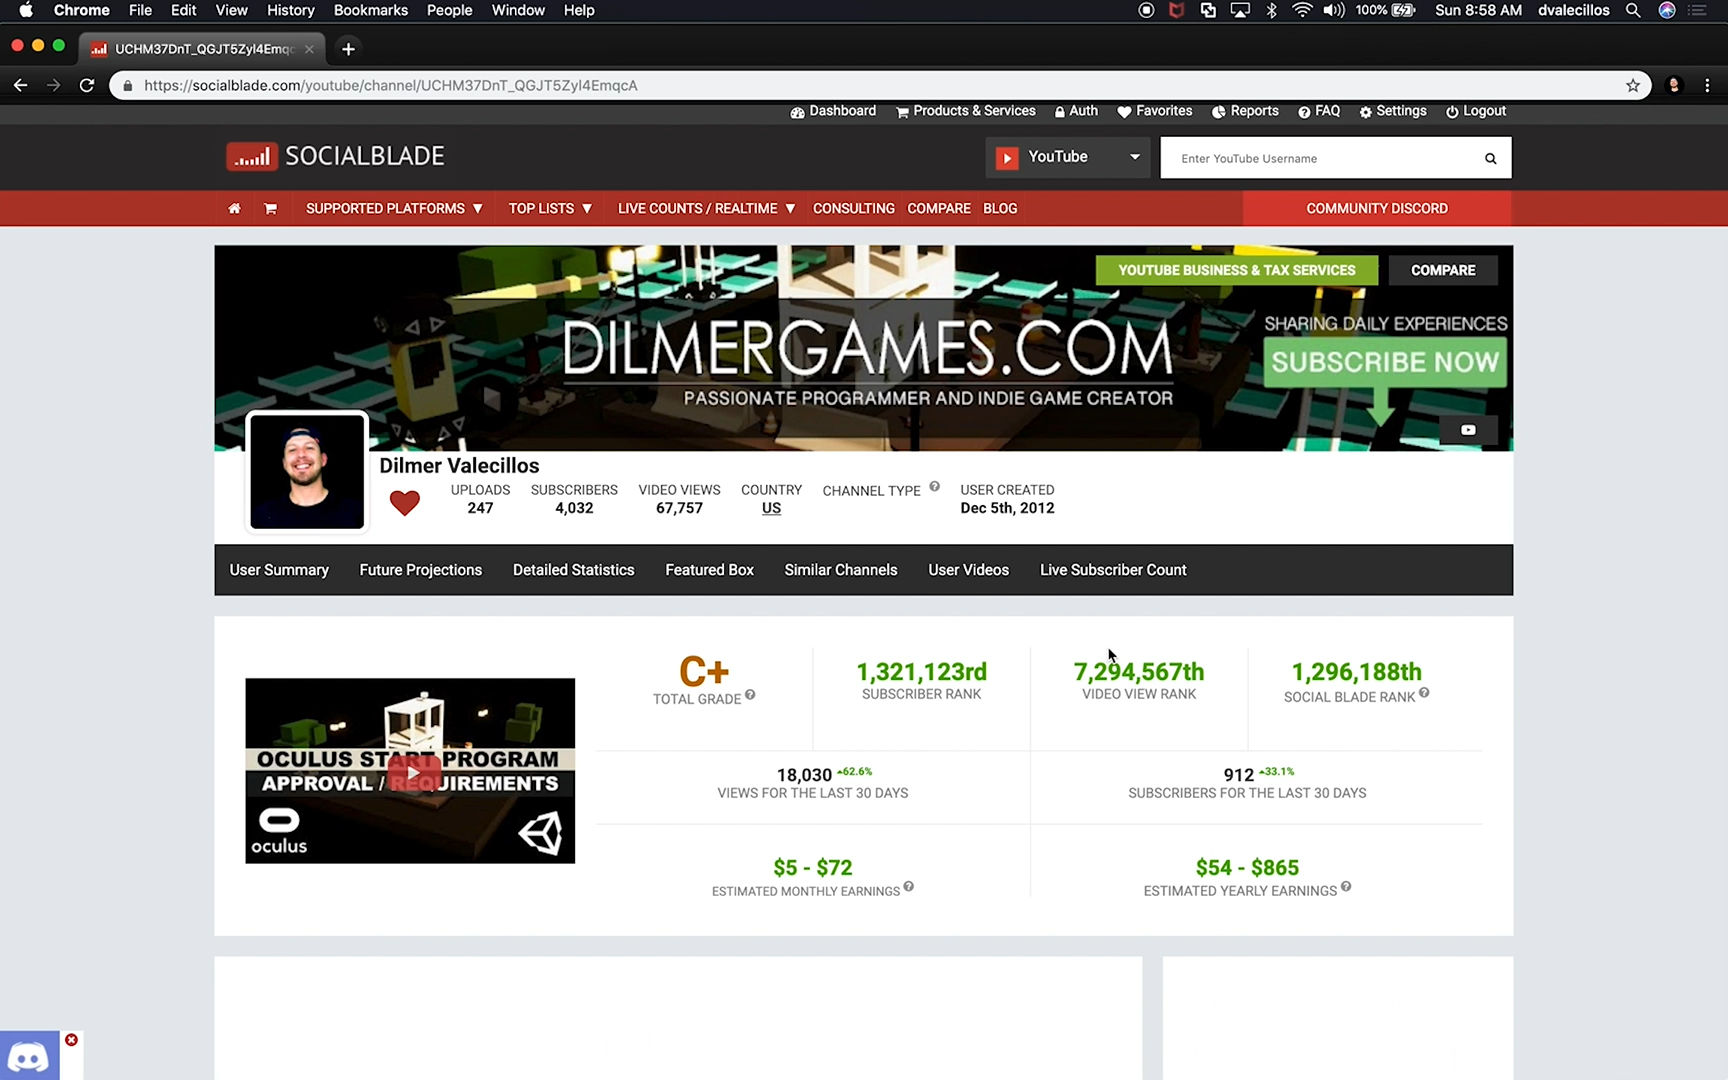 Chrome File Edit View History Bookmarks People Window Help 100% Sun 8:58 AM dvalecillos
UCHM37DnT_QGJT5Zyl4Emqc
https://socialblade.com/youtube/channel/UCHM37DnT_QGJT5Zyl4EmqcA
Dashboard Products & Services Auth Favorites Reports FAQ Settings Logout
SOCIALBLADE YouTube Enter YouTube Username
SUPPORTED PLATFORMS TOP LISTS LIVE COUNTS / REALTIME CONSULTING COMPARE BLOG COMMUNITY DISCORD
YOUTUBE BUSINESS & TAX SERVICES COMPARE
DILMERGAMES.COM
PASSIONATE PROGRAMMER AND INDIE GAME CREATOR
SHARING DAILY EXPERIENCES
SUBSCRIBE NOW
Dilmer Valecillos
UPLOADS SUBSCRIBERS VIDEO VIEWS COUNTRY CHANNEL TYPE USER CREATED
247 4,032 67,757 US Dec 5th, 2012
User Summary Future Projections Detailed Statistics Featured Box Similar Channels User Videos Live Subscriber Count
OCULUS START PROGRAM
APPROVAL / REQUIREMENTS
oculus
C+ 1,321,123rd 7,294,567th 1,296,188th
TOTAL GRADE SUBSCRIBER RANK VIDEO VIEW RANK SOCIAL BLADE RANK
18,030 62.6% 912 33.1%
VIEWS FOR THE LAST 30 DAYS SUBSCRIBERS FOR THE LAST 30 DAYS
$5 - $72 $54 - $865
ESTIMATED MONTHLY EARNINGS ESTIMATED YEARLY EARNINGS